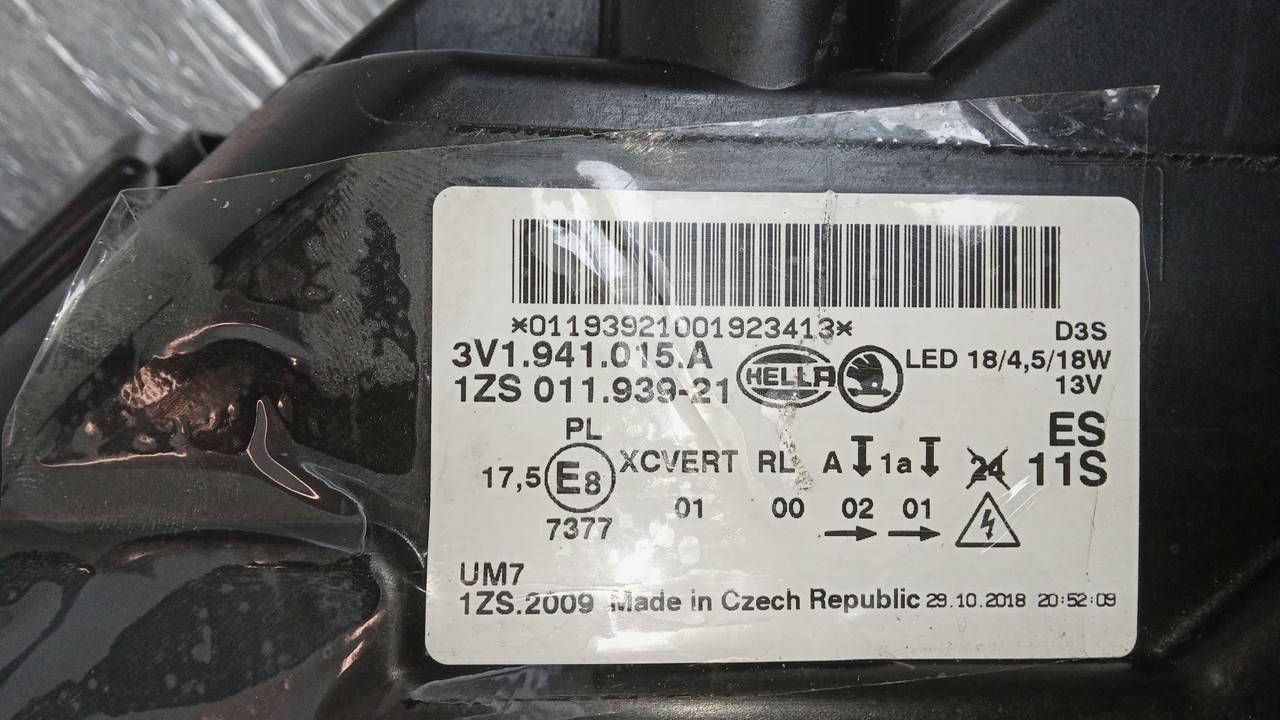 *011939210019234​13*
D3S
3V1.941.015.A
HELLA
LED 18/4,5/18W
1ZS 011.939-21
13V
PL
ES
17,5 E8 XCVERT RL A 1a 24 11S
7377 01 00 02 01
UM7
1ZS.2009 Made in Czech Republic 29.10.2018 20:52:09